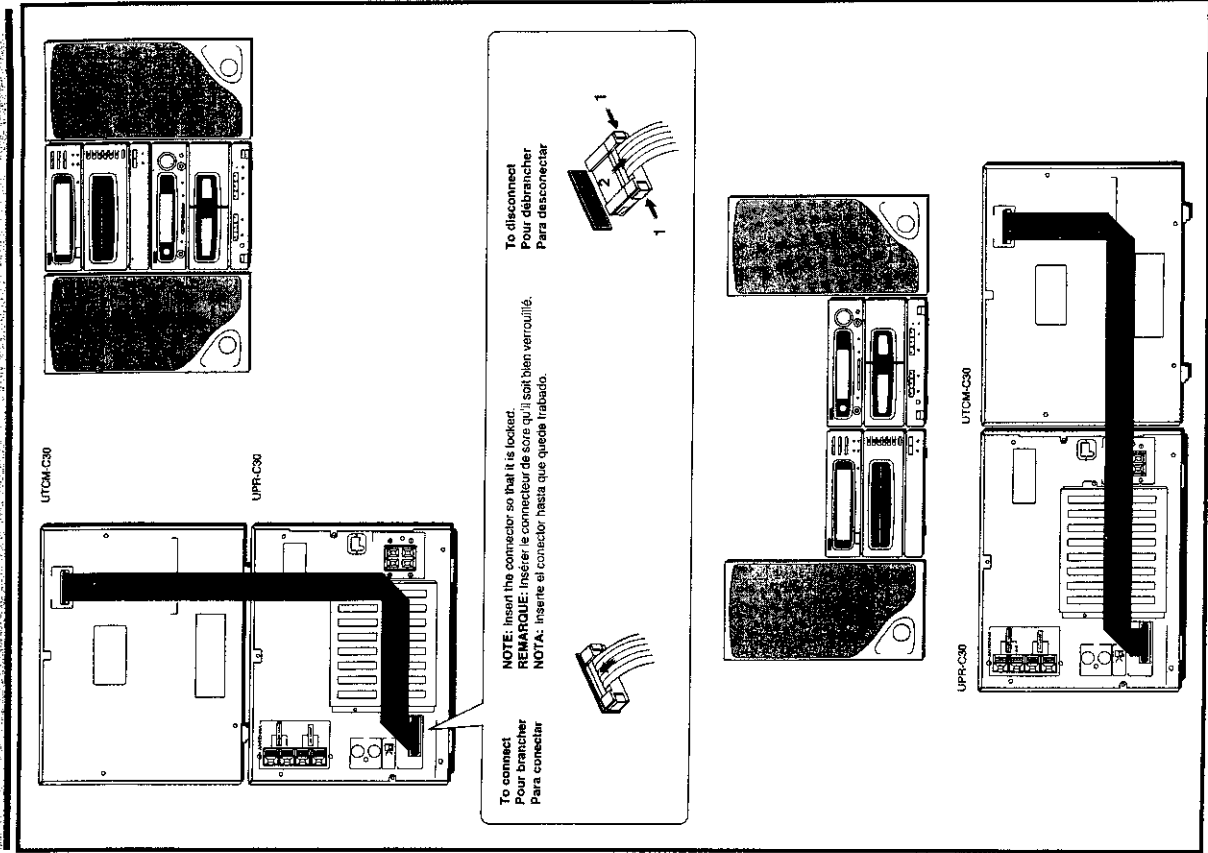 UTCM-C30
UPR-C30
To connect
Pour brancher
Para conectar
NOTE: Insert the connector so that it is locked.
REMARQUE: Insérer le connecteur de sore qu'il soit bien verrouillé.
NOTA: Inserte el conector hasta que quede trabado.
To disconnect
Pour débrancher
Para desconectar
1
2
1
UPR-C30
UTCM-C30